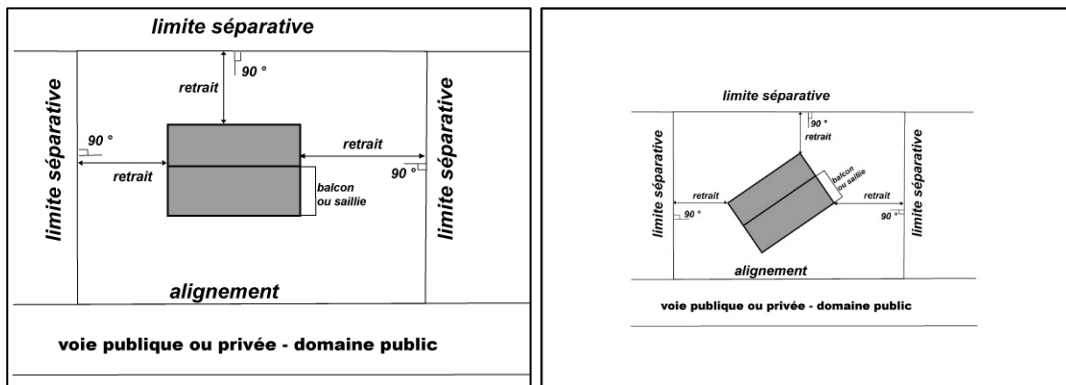 limite séparative
90 °
retrait
limite séparative
90 °
retrait
retrait
90 °
limite séparative
balcon
ou saillie
alignement
voie publique ou privée - domaine public
limite séparative
90 °
retrait
limite séparative
balcon
ou saillie
retrait
90 °
retrait
90 °
limite séparative
alignement
voie publique ou privée - domaine public